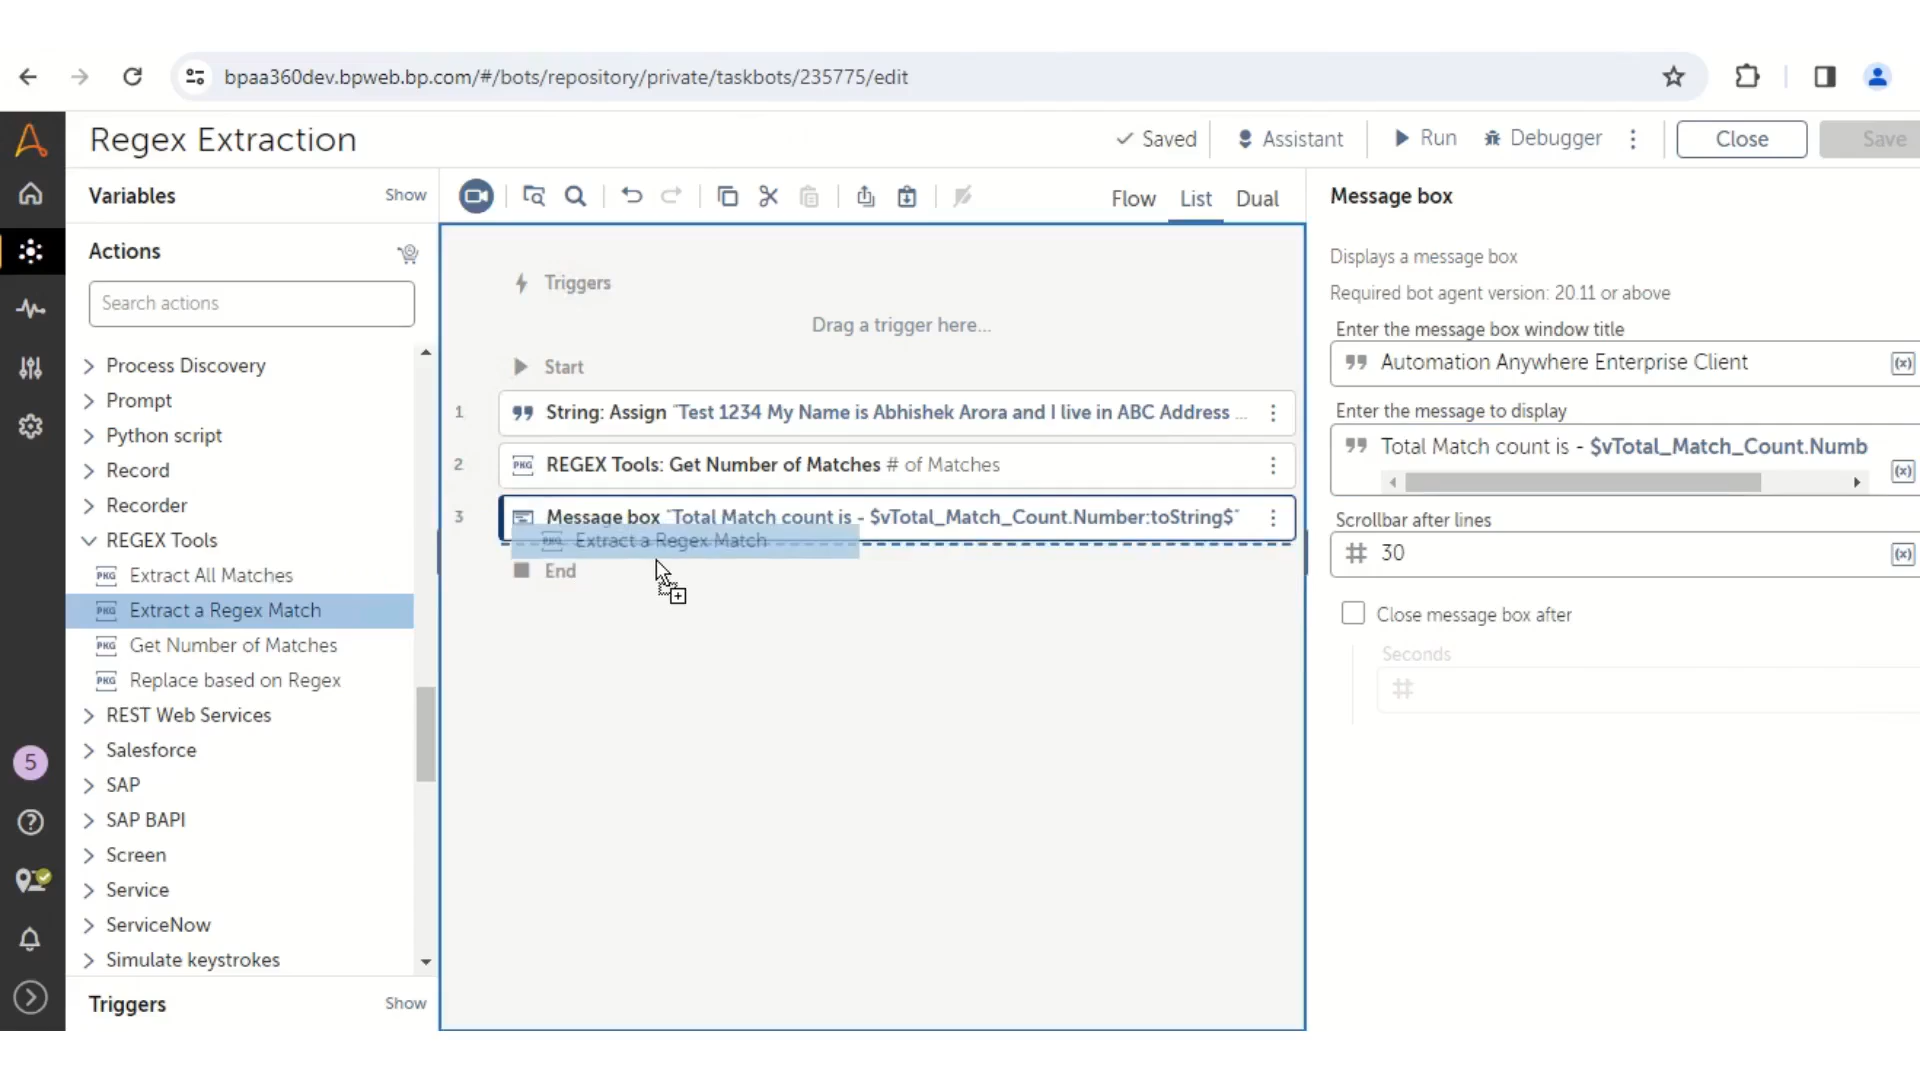 bpaa360dev.bpweb.bp.com/#/bots/repository/private/taskbots/235775/edit
Regex Extraction
Saved
Assistant
Run
Debugger
Close
Save
Variables
Show
Flow
List
Dual
Message box
Actions
Search actions
Process Discovery
Prompt
Python script
Record
Recorder
REGEX Tools
PKG Extract All Matches
PKG Extract a Regex Match
PKG Get Number of Matches
PKG Replace based on Regex
REST Web Services
Salesforce
SAP
SAP BAPI
Screen
Service
ServiceNow
Simulate keystrokes
Triggers
Show
5
Triggers
Drag a trigger here...
Start
1 String: Assign "Test 1234 My Name is Abhishek Arora and I live in ABC Address ...
2 PKG REGEX Tools: Get Number of Matches # of Matches
3 Message box "Total Match count is - $vTotal_Match_Count.Number:toString$"
PKG Extract a Regex Match
End
Displays a message box
Required bot agent version: 20.11 or above
Enter the message box window title
Automation Anywhere Enterprise Client
(x)
Enter the message to display
Total Match count is - $vTotal_Match_Count.Numb
(x)
Scrollbar after lines
# 30
(x)
Close message box after
Seconds
#